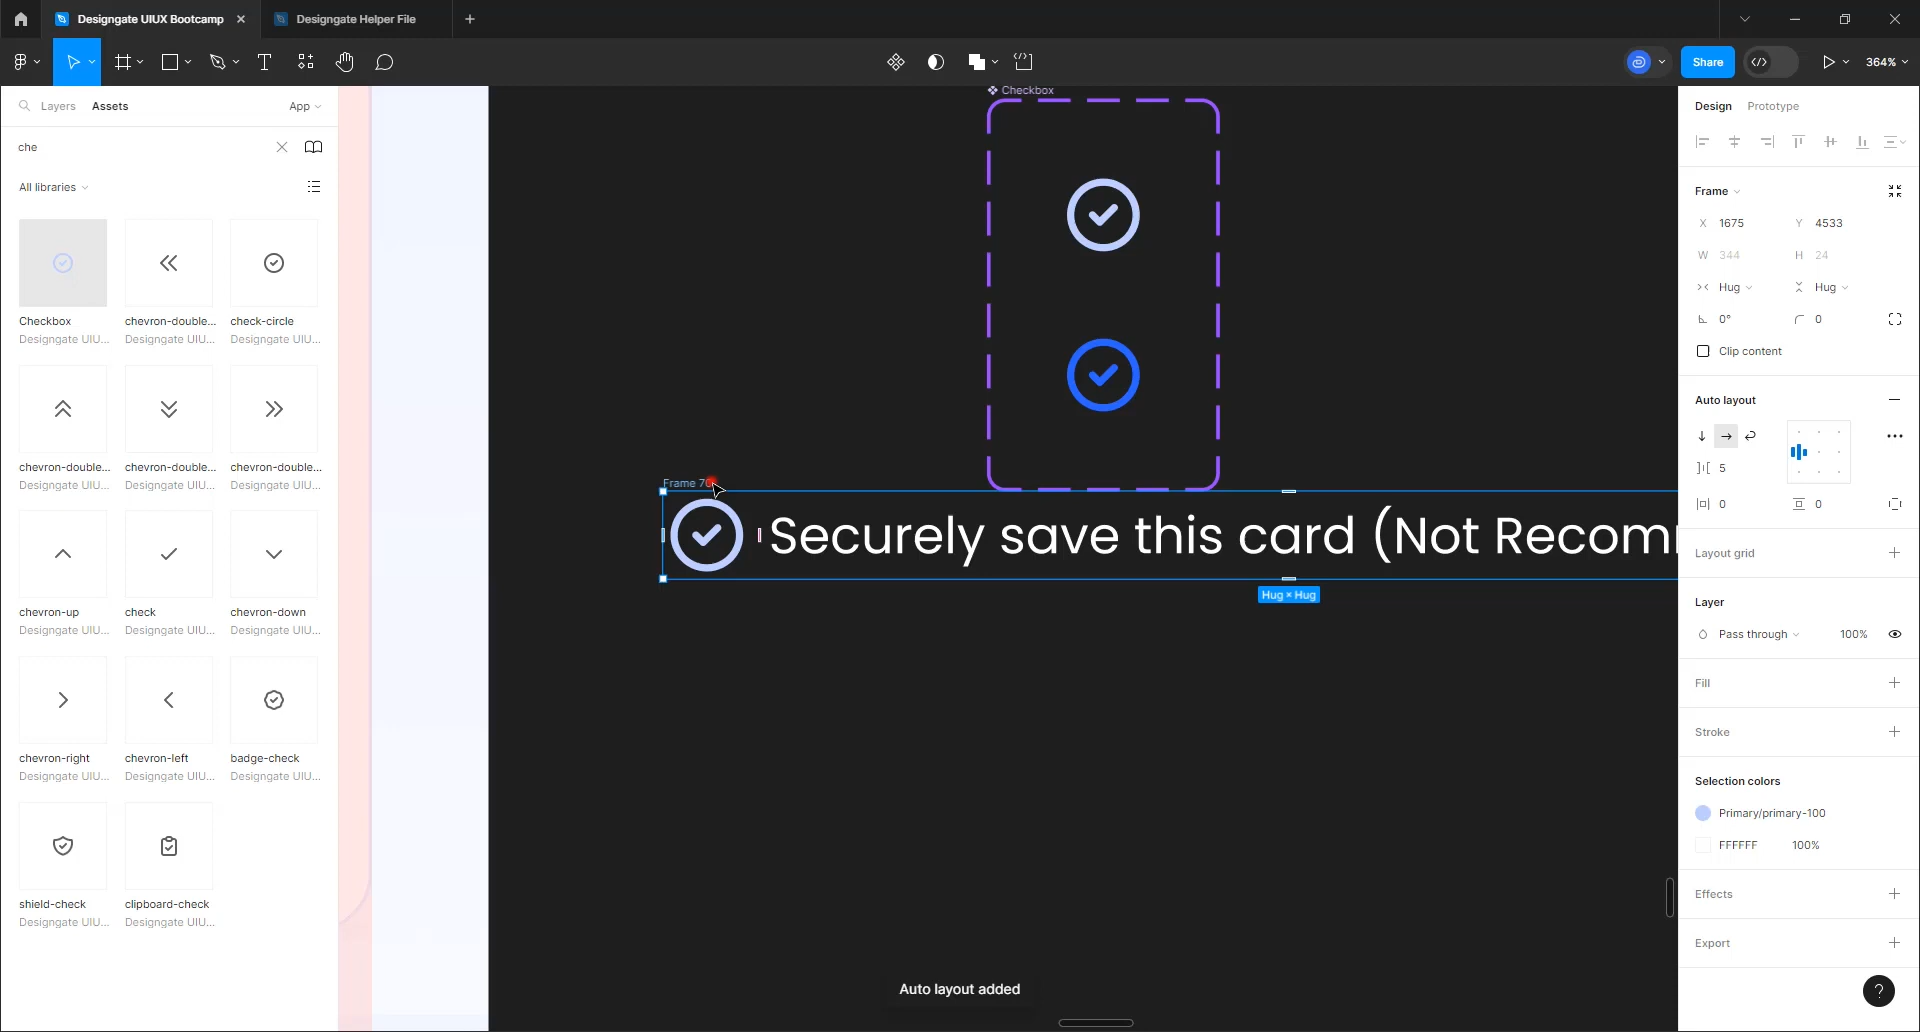 Designgate UIUX Bootcamp
Designgate Helper File
Share
364%
Layers
Assets
App
che
All libraries
Checkbox
Designgate UIU...
chevron-double...
Designgate UIU...
check-circle
Designgate UIU...
chevron-double...
Designgate UIU...
chevron-double...
Designgate UIU...
chevron-double...
Designgate UIU...
chevron-up
Designgate UIU...
check
Designgate UIU...
chevron-down
Designgate UIU...
chevron-right
Designgate UIU...
chevron-left
Designgate UIU...
badge-check
Designgate UIU...
shield-check
Designgate UIU...
clipboard-check
Designgate UIU...
Checkbox
Frame
Securely save this card (Not Recom
Hug × Hug
Auto layout added
Design
Prototype
Frame
X 1675
Y 4533
W 344
H 24
Hug
Hug
0°
0
Clip content
Auto layout
5
0
0
Layout grid
Layer
Pass through
100%
Fill
Stroke
Selection colors
Primary/primary-100
FFFFFF
100%
Effects
Export
?